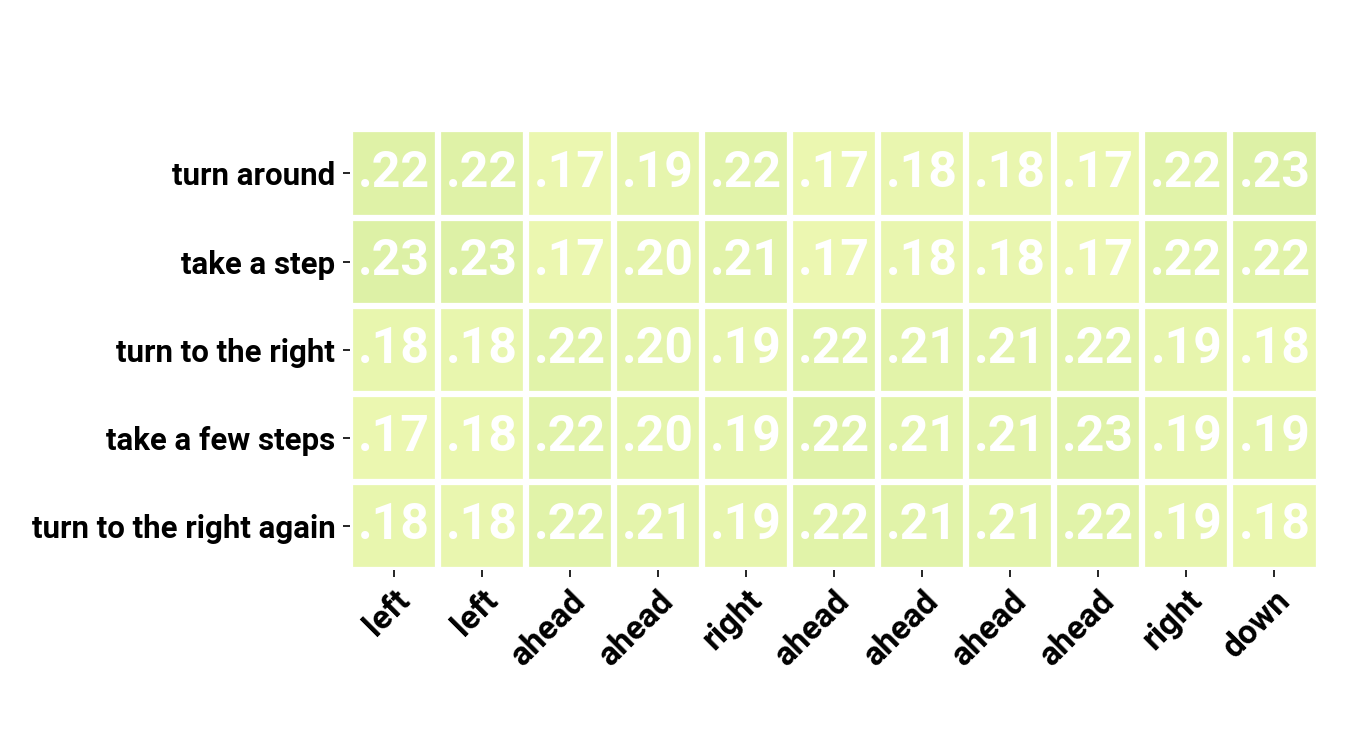 turn around .22 .22 .17 .19 .22 .17 .18 .18 .17 .22 .23
take a step .23 .23 .17 .20 .21 .17 .18 .18 .17 .22 .22
turn to the right .18 .18 .22 .20 .19 .22 .21 .21 .22 .19 .18
take a few steps .17 .18 .22 .20 .19 .22 .21 .21 .23 .19 .19
turn to the right again .18 .18 .22 .21 .19 .22 .21 .21 .22 .19 .18
left left ahead ahead right ahead ahead ahead ahead right down